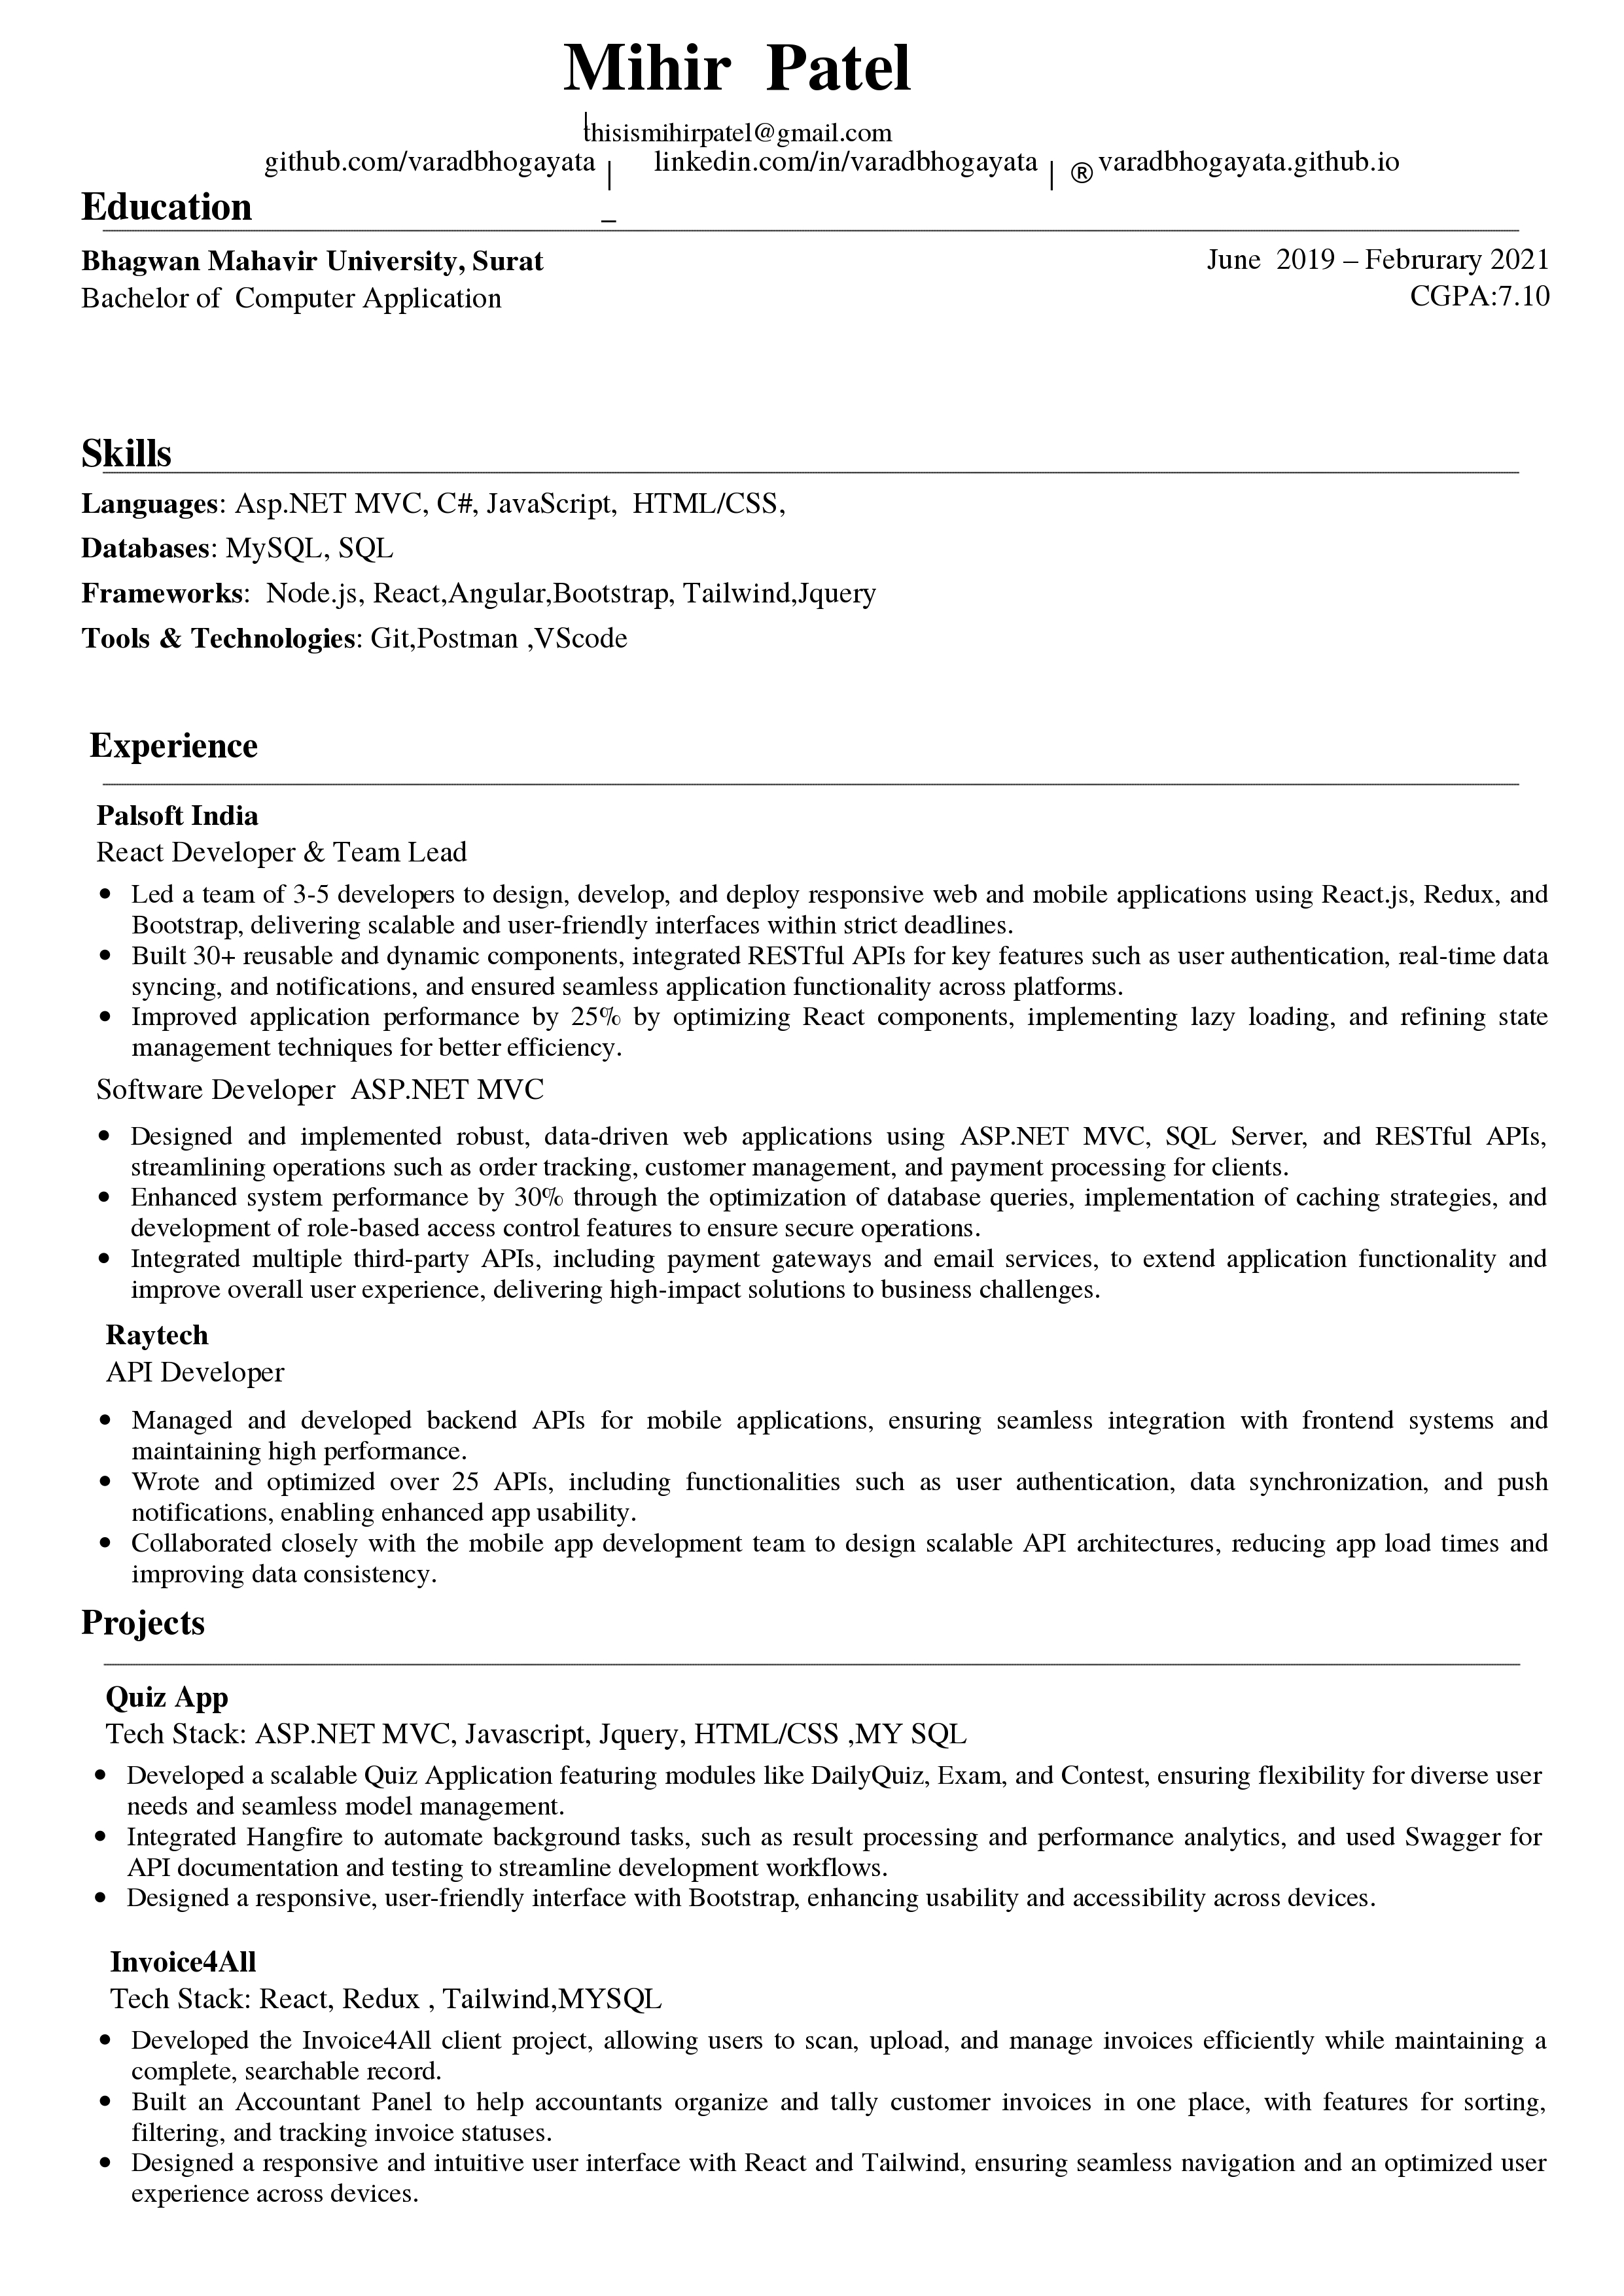 Mihir Patel
thisismihirpatel@gmail.com
github.com/varadbhogayata | linkedin.com/in/varadbhogayata | ® varadbhogayata.github.io
Education
Bhagwan Mahavir University, Surat June 2019 – Februrary 2021
Bachelor of Computer Application CGPA:7.10
Skills
Languages: Asp.NET MVC, C#, JavaScript, HTML/CSS,
Databases: MySQL, SQL
Frameworks: Node.js, React,Angular,Bootstrap, Tailwind,Jquery
Tools & Technologies: Git,Postman ,VScode
Experience
Palsoft India
React Developer & Team Lead
• Led a team of 3-5 developers to design, develop, and deploy responsive web and mobile applications using React.js, Redux, and
Bootstrap, delivering scalable and user-friendly interfaces within strict deadlines.
• Built 30+ reusable and dynamic components, integrated RESTful APIs for key features such as user authentication, real-time data
syncing, and notifications, and ensured seamless application functionality across platforms.
• Improved application performance by 25% by optimizing React components, implementing lazy loading, and refining state
management techniques for better efficiency.
Software Developer ASP.NET MVC
• Designed and implemented robust, data-driven web applications using ASP.NET MVC, SQL Server, and RESTful APIs,
streamlining operations such as order tracking, customer management, and payment processing for clients.
• Enhanced system performance by 30% through the optimization of database queries, implementation of caching strategies, and
development of role-based access control features to ensure secure operations.
• Integrated multiple third-party APIs, including payment gateways and email services, to extend application functionality and
improve overall user experience, delivering high-impact solutions to business challenges.
Raytech
API Developer
• Managed and developed backend APIs for mobile applications, ensuring seamless integration with frontend systems and
maintaining high performance.
• Wrote and optimized over 25 APIs, including functionalities such as user authentication, data synchronization, and push
notifications, enabling enhanced app usability.
• Collaborated closely with the mobile app development team to design scalable API architectures, reducing app load times and
improving data consistency.
Projects
Quiz App
Tech Stack: ASP.NET MVC, Javascript, Jquery, HTML/CSS ,MY SQL
• Developed a scalable Quiz Application featuring modules like DailyQuiz, Exam, and Contest, ensuring flexibility for diverse user
needs and seamless model management.
• Integrated Hangfire to automate background tasks, such as result processing and performance analytics, and used Swagger for
API documentation and testing to streamline development workflows.
• Designed a responsive, user-friendly interface with Bootstrap, enhancing usability and accessibility across devices.
Invoice4All
Tech Stack: React, Redux , Tailwind,MYSQL
• Developed the Invoice4All client project, allowing users to scan, upload, and manage invoices efficiently while maintaining a
complete, searchable record.
• Built an Accountant Panel to help accountants organize and tally customer invoices in one place, with features for sorting,
filtering, and tracking invoice statuses.
• Designed a responsive and intuitive user interface with React and Tailwind, ensuring seamless navigation and an optimized user
experience across devices.